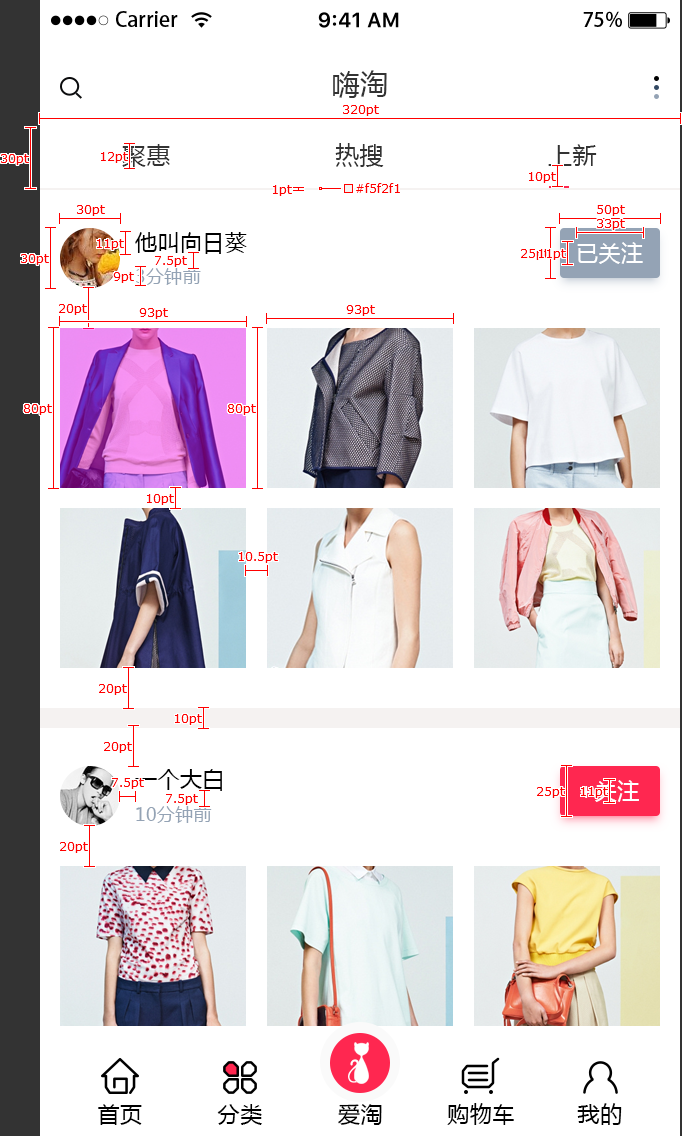 Carrier 9:41 AM 75%
嗨淘
320pt
30pt
12pt 聚惠 热搜 上新
10pt
1pt #f5f2f1
30pt 50pt
33pt
30pt 11pt 他叫向日葵 25pt 11pt 已关注
7.5pt
9pt 3分钟前
20pt 93pt 93pt
80pt 80pt
10pt
10.5pt
20pt
10pt
20pt
7.5pt 一个大白 25pt 11pt 关注
7.5pt
10分钟前
20pt
首页 分类 爱淘 购物车 我的